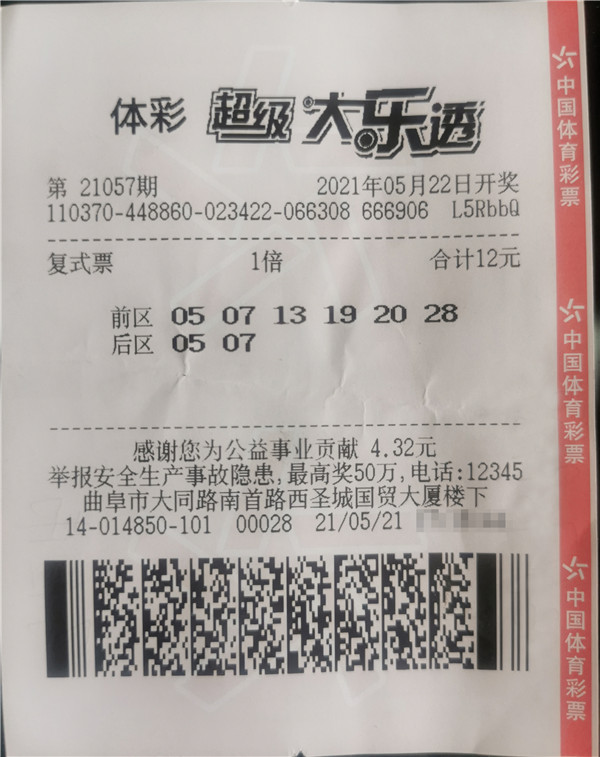 体彩 超级大乐透
第 21057期 2021年05月22日开奖
110370-448860-023422-066308 666906 L5RbbQ
复式票 1倍 合计12元
前区 05 07 13 19 20 28
后区 05 07
感谢您为公益事业贡献 4.32元
举报安全生产事故隐患,最高奖50万,电话:12345
曲阜市大同路南首路西圣城国贸大厦楼下
14-014850-101 00028 21/05/21
中国体育彩票
中国体育彩票
中国体育彩票